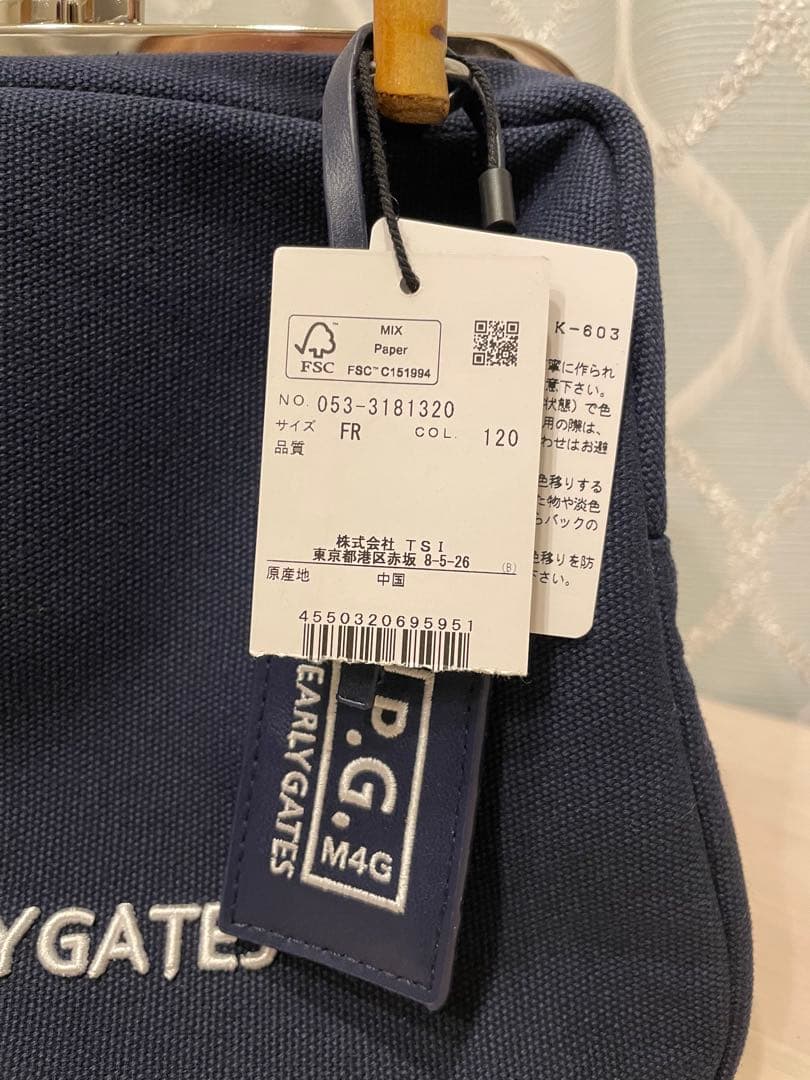 MIX
Paper
FSC™ C151994
FSC
NO. 053-3181320
サイズ FR COL. 120
品質
株式会社 TSI
東京都港区赤坂 8-5-26 (B)
原産地 中国
4550320695951
K-603
寧に作られ
意下さい。
状態)で色
用の際は、
わせはお避
色移りする
た物や淡色
らバックの
色移りを防
下さい。
P.G.
M4G
EARLYGATES
YGATES